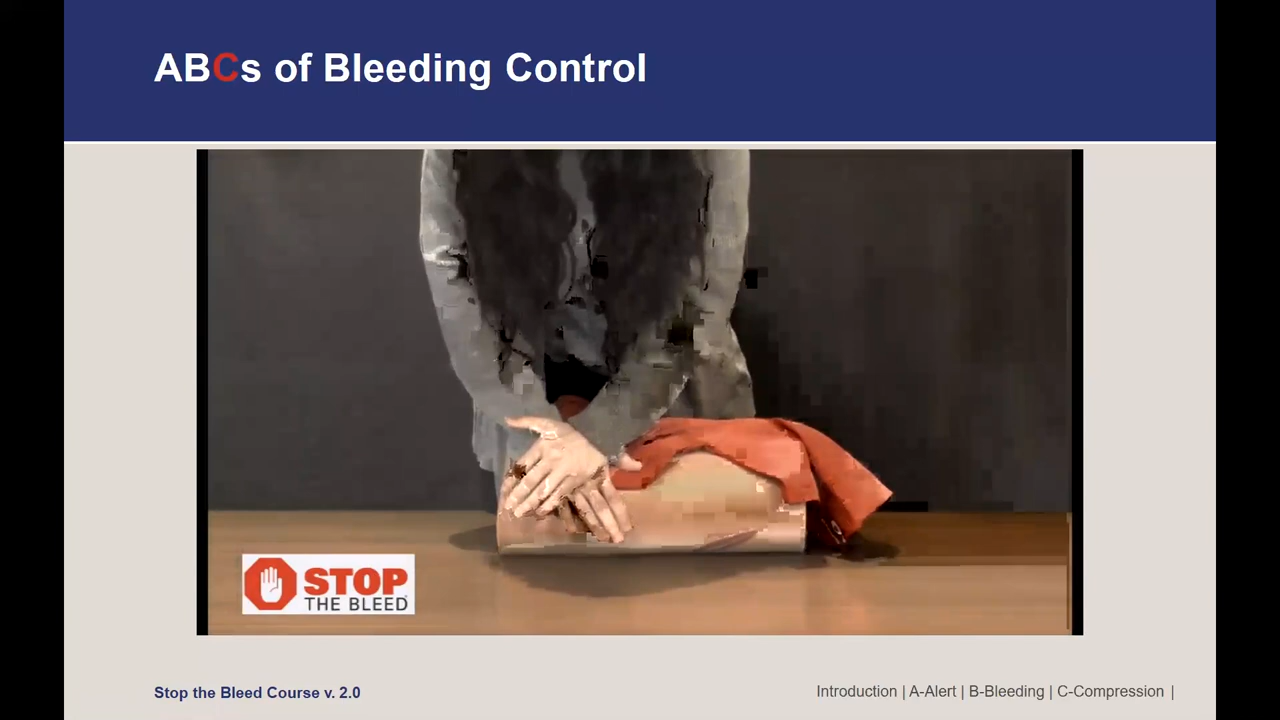 ABCs of Bleeding Control
STOP
THE BLEED
Stop the Bleed Course v. 2.0
Introduction | A-Alert | B-Bleeding | C-Compression |